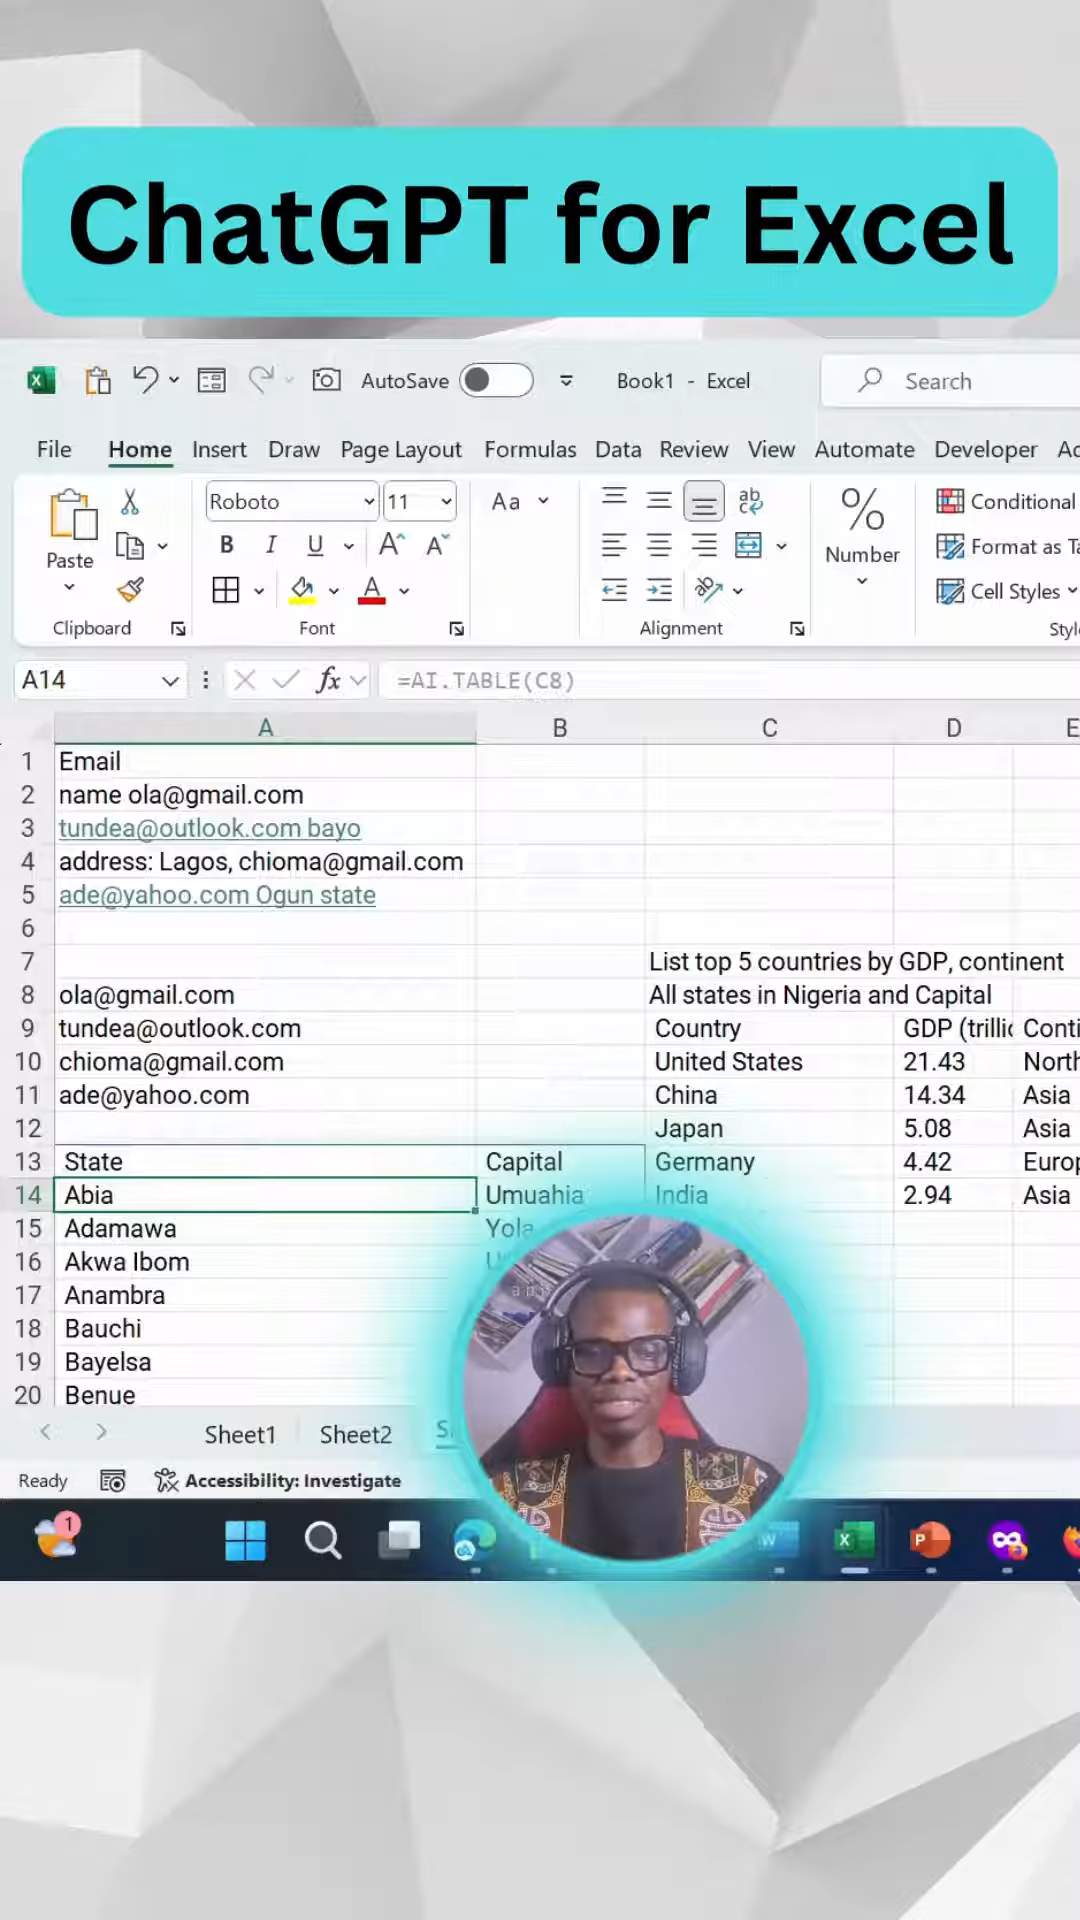 ChatGPT for Excel
AutoSave
Book1 - Excel
Search
File Home Insert Draw Page Layout Formulas Data Review View Automate Developer
Roboto 11 Aa
Paste
B I U A A
A
ab
c
%
Number
Conditional
Format as
Cell Styles
Clipboard Font Alignment
A14 fx =AI.TABLE(C8)
A B C D E
1 Email
2 name ola@gmail.com
3 tundea@outlook.com bayo
4 address: Lagos, chioma@gmail.com
5 ade@yahoo.com Ogun state
6
7 List top 5 countries by GDP, continent
8 ola@gmail.com All states in Nigeria and Capital
9 tundea@outlook.com Country GDP
10 chioma@gmail.com United States 21.43
11 ade@yahoo.com China 14.34 Asia
12 Japan 5.08 Asia
13 State Capital Germany 4.42
14 Abia Umuahia India 2.94 Asia
15 Adamawa Yola
16 Akwa Ibom
17 Anambra
18 Bauchi
19 Bayelsa
20 Benue
Sheet1 Sheet2
Ready Accessibility: Investigate
1